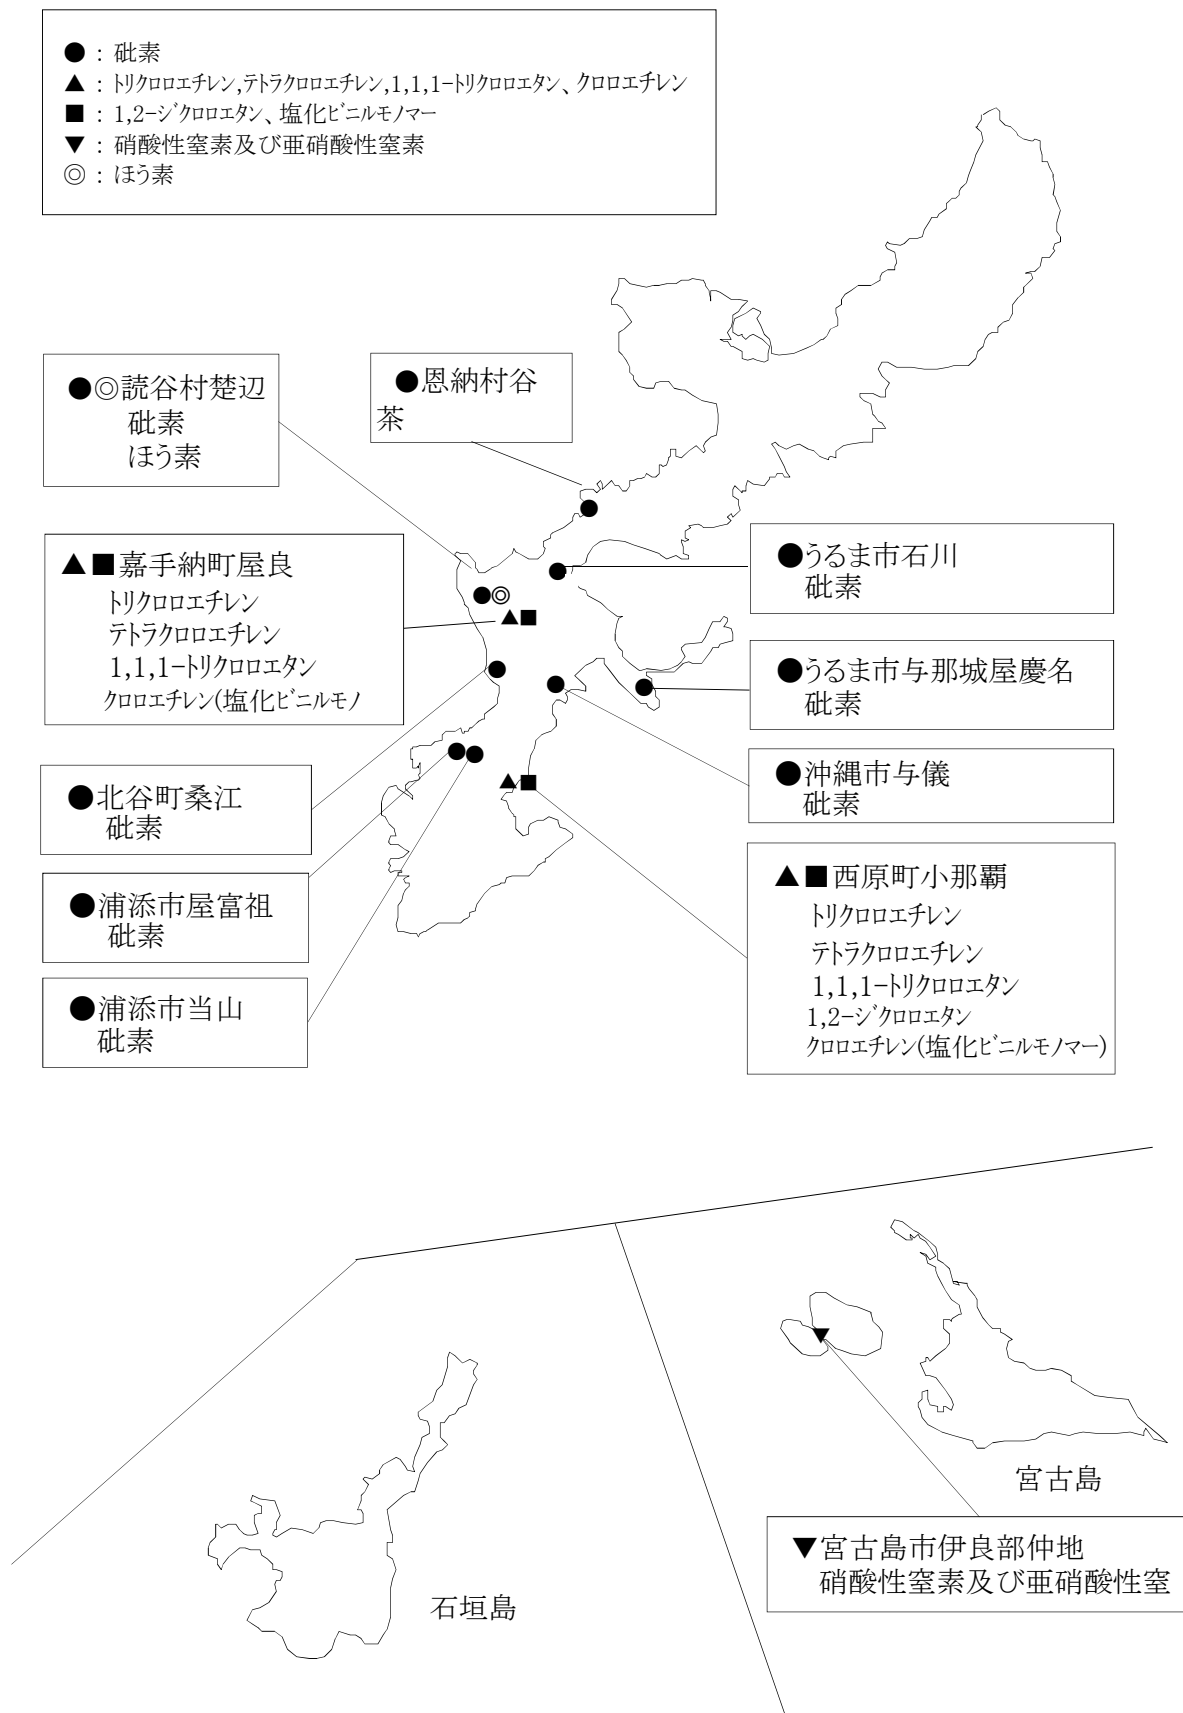 ●：砒素
▲：ﾄﾘｸﾛﾛｴﾁﾚﾝ,ﾃﾄﾗｸﾛﾛｴﾁﾚﾝ,1,1,1-ﾄﾘｸﾛﾛｴﾀﾝ、ｸﾛﾛｴﾁﾚﾝ
■：1,2-ｼﾞｸﾛﾛｴﾀﾝ、塩化ﾋﾞﾆﾙﾓﾉﾏｰ
▼：硝酸性窒素及び亜硝酸性窒素
◎：ほう素
●◎読谷村楚辺
砒素
ほう素
●恩納村谷
茶
▲■嘉手納町屋良
ﾄﾘｸﾛﾛｴﾁﾚﾝ
ﾃﾄﾗｸﾛﾛｴﾁﾚﾝ
1,1,1-ﾄﾘｸﾛﾛｴﾀﾝ
ｸﾛﾛｴﾁﾚﾝ(塩化ﾋﾞﾆﾙﾓﾉ
●うるま市石川
砒素
●うるま市与那城屋慶名
砒素
●沖縄市与儀
砒素
●北谷町桑江
砒素
●浦添市屋富祖
砒素
●浦添市当山
砒素
▲■西原町小那覇
ﾄﾘｸﾛﾛｴﾁﾚﾝ
ﾃﾄﾗｸﾛﾛｴﾁﾚﾝ
1,1,1-ﾄﾘｸﾛﾛｴﾀﾝ
1,2-ｼﾞｸﾛﾛｴﾀﾝ
ｸﾛﾛｴﾁﾚﾝ(塩化ﾋﾞﾆﾙﾓﾉﾏｰ)
宮古島
▼宮古島市伊良部仲地
硝酸性窒素及び亜硝酸性窒
石垣島